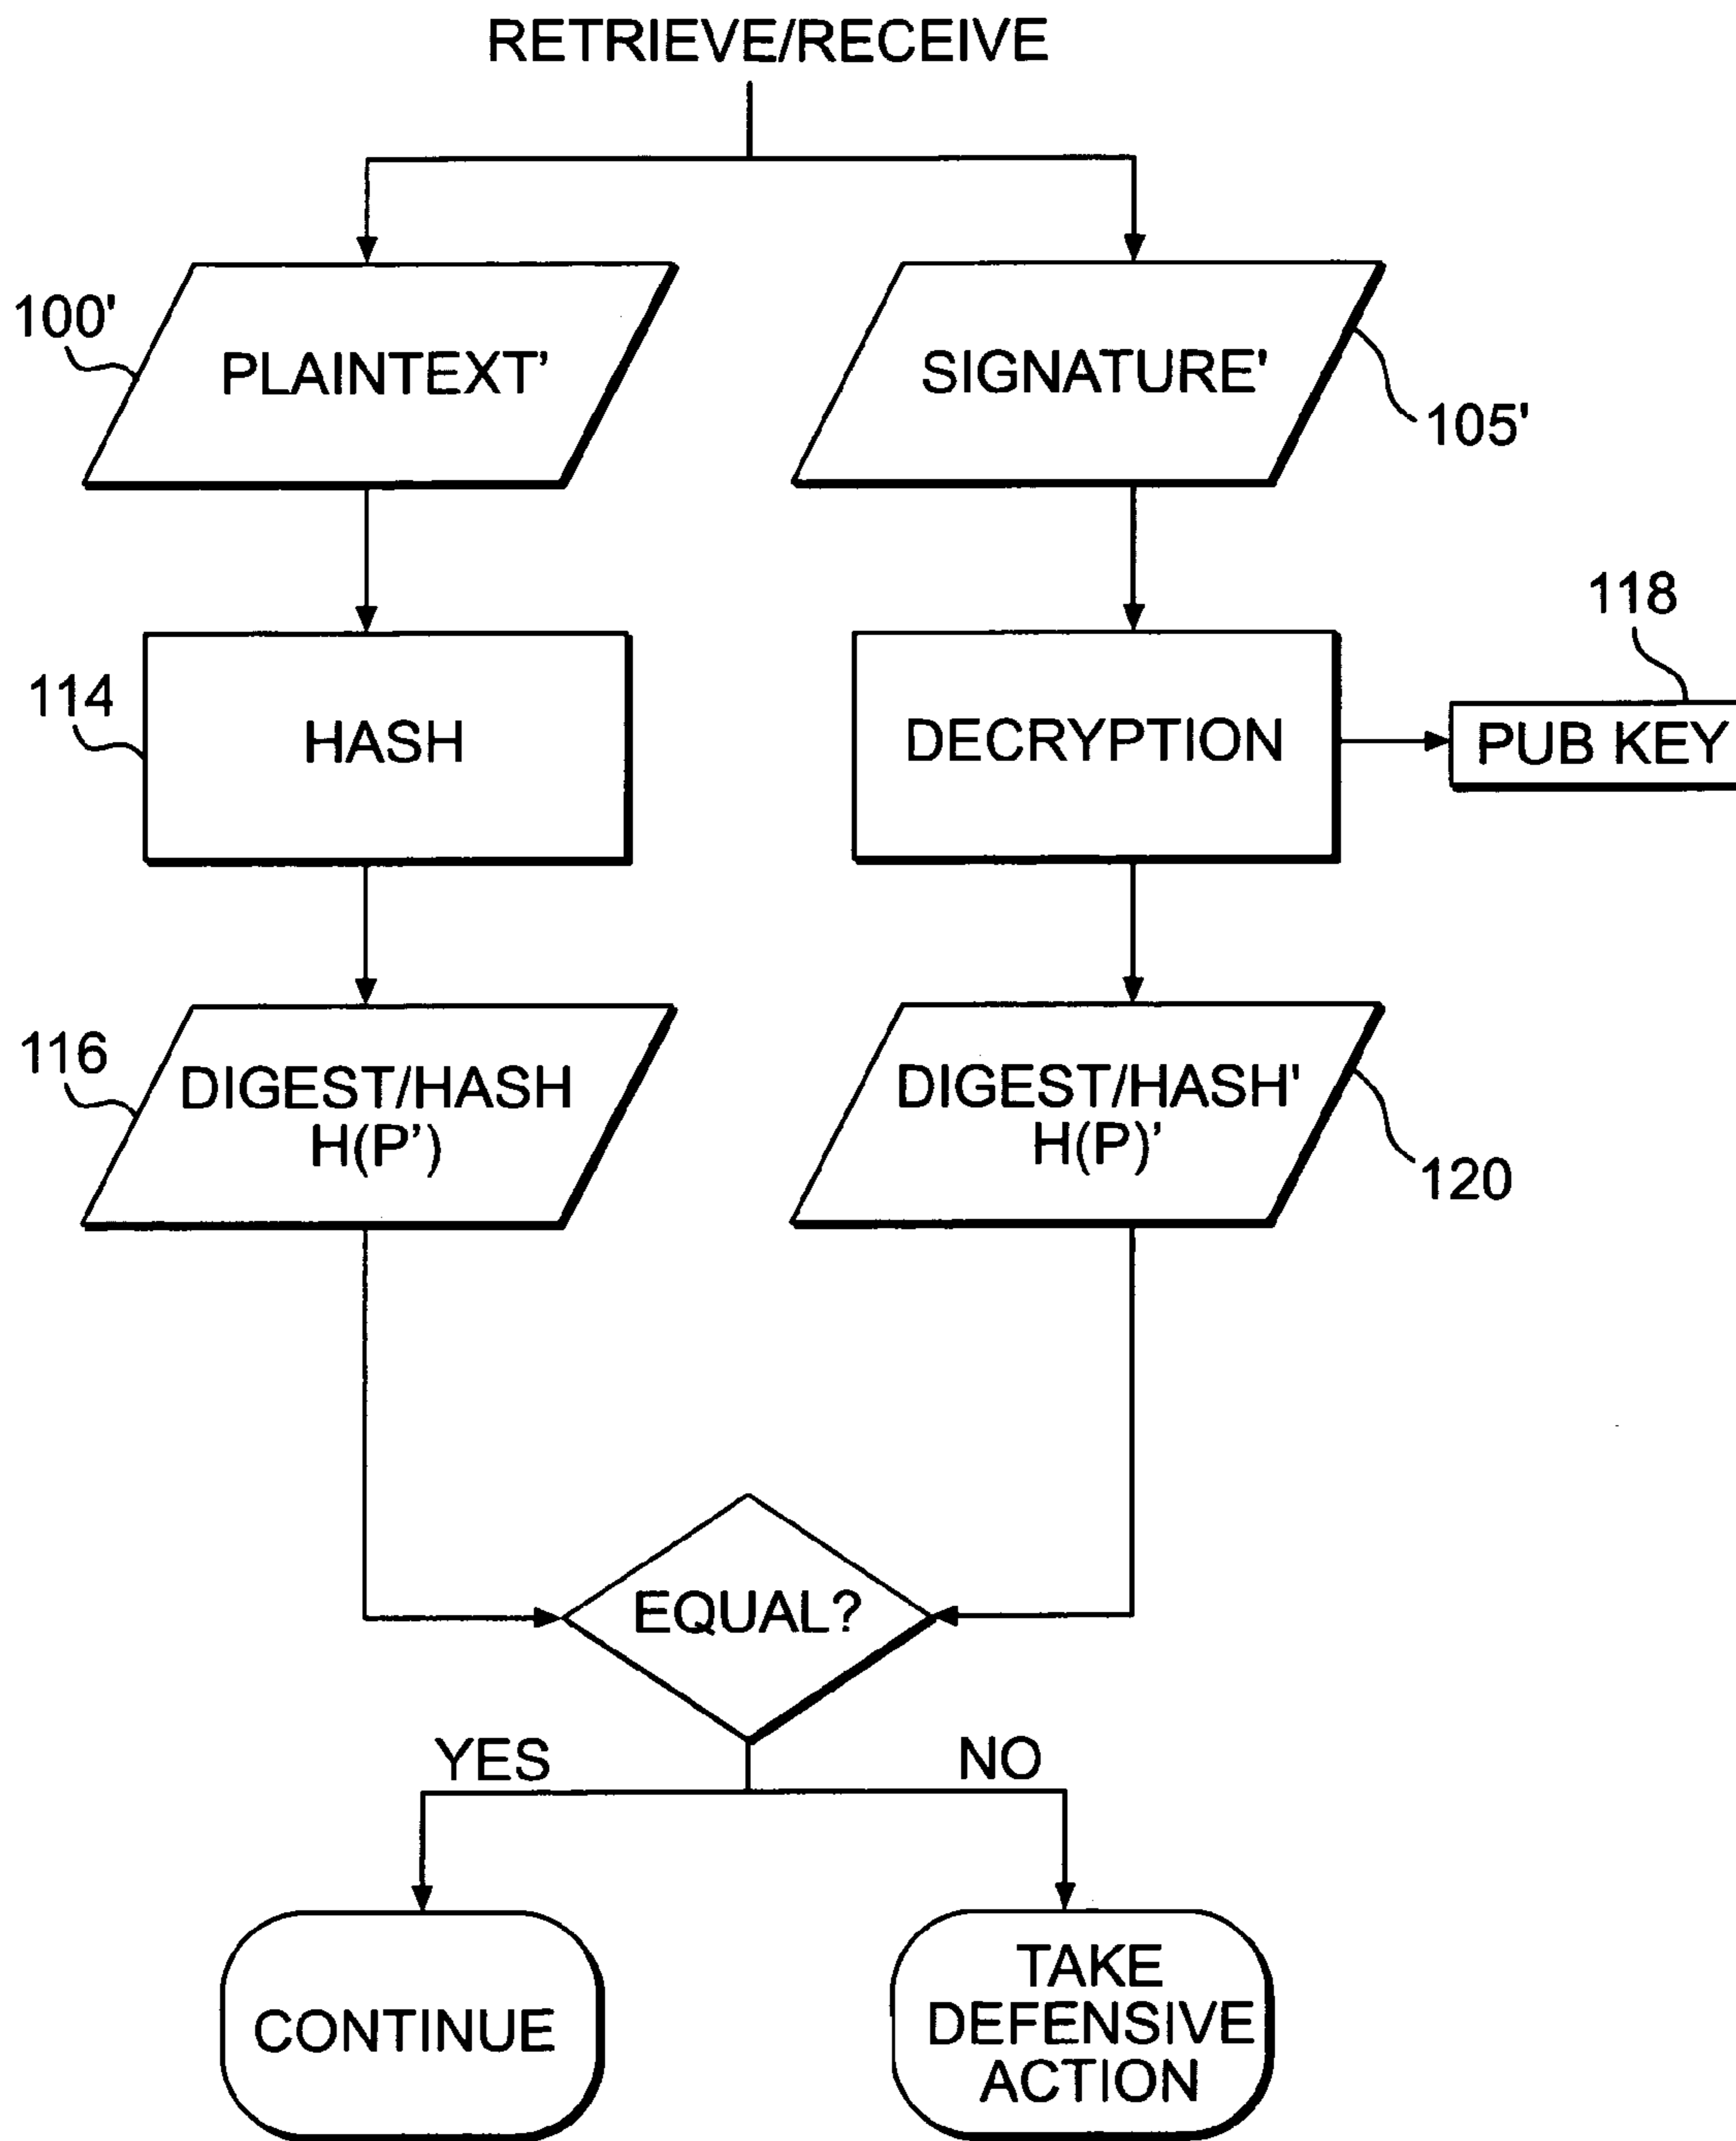 RETRIEVE/RECEIVE
100'
PLAINTEXT’
SIGNATURE'
105'
118
114
HASH
DECRYPTION
PUB KEY
116
DIGEST/HASH
H(P’)
DIGEST/HASH'
H(P)’
120
EQUAL?
YES
NO
CONTINUE
TAKE
DEFENSIVE
ACTION